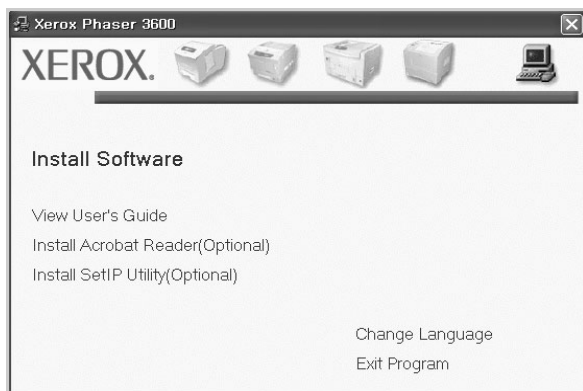 Xerox Phaser 3600
XEROX.
Install Software
View User's Guide
Install Acrobat Reader(Optional)
Install SetIP Utility(Optional)
Change Language
Exit Program